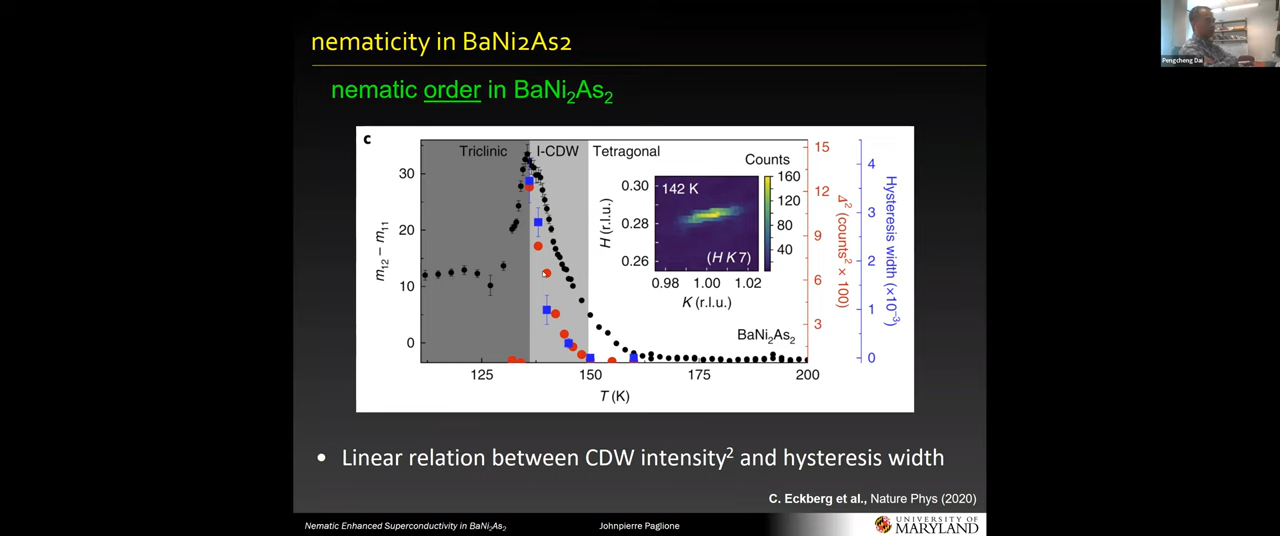 nematicity in BaNi2As2
Pengcheng Dai
nematic order in BaNi₂As₂
c
Triclinic
I-CDW
Tetragonal
Counts
142 K
(H K 7)
0.30
0.28
0.26
H (r.l.u.)
0.98 1.00 1.02
K (r.l.u.)
160
120
80
40
BaNi₂As₂
30
20
10
0
m₁₂ – m₁₁
125 150 175 200
T (K)
15
12
9
6
3
Δ² (counts² × 100)
4
3
2
1
0
Hysteresis width (×10⁻³)
• Linear relation between CDW intensity² and hysteresis width
C. Eckberg et al., Nature Phys (2020)
Nematic Enhanced Superconductivity in BaNi₂As₂
Johnpierre Paglione
UNIVERSITY OF
MARYLAND